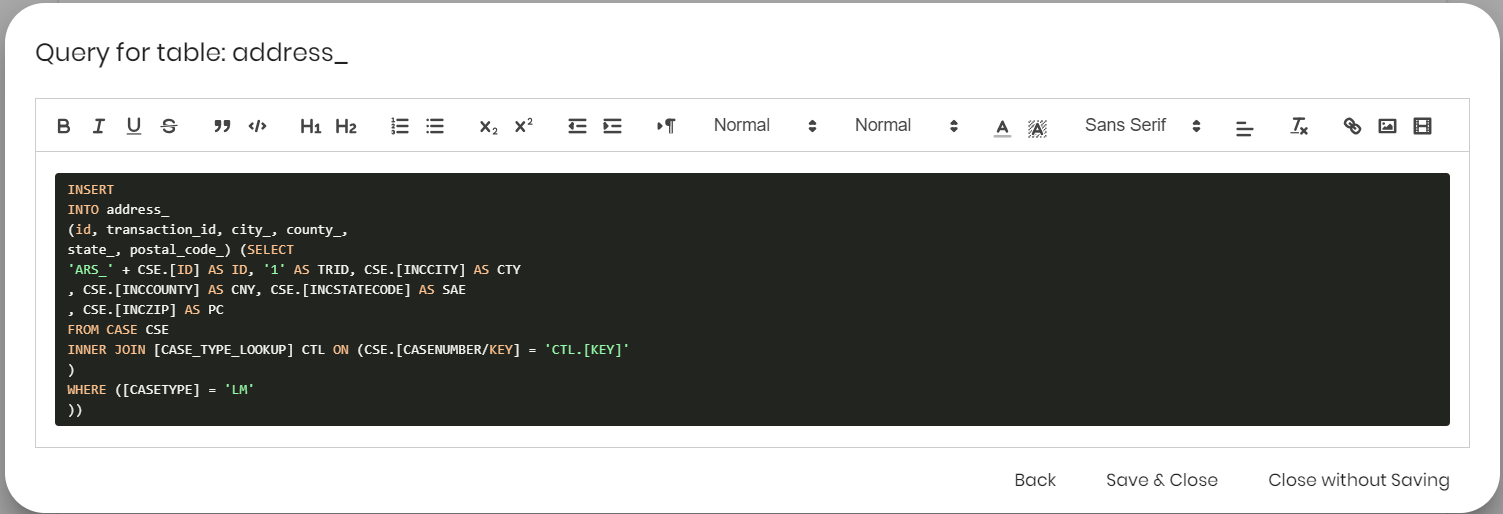 Query for table: address_
B I U S ” </> H1 H2 X2 X2 Normal Normal A A Sans Serif Tx
INSERT
INTO address_
(id, transaction_id, city_, county_,
state_, postal_code_) (SELECT
'ARS_' + CSE.[ID] AS ID, '1' AS TRID, CSE.[INCCITY] AS CTY
, CSE.[INCCOUNTY] AS CNY, CSE.[INCSTATECODE] AS SAE
, CSE.[INCZIP] AS PC
FROM CASE CSE
INNER JOIN [CASE_TYPE_LOOKUP] CTL ON (CSE.[CASENUMBER/KEY] = 'CTL.[KEY]'
)
WHERE ([CASETYPE] = 'LM'
))
Back Save & Close Close without Saving